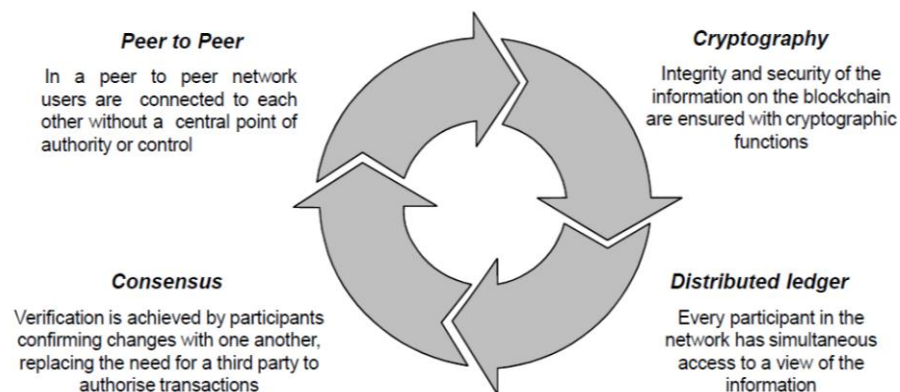 Peer to Peer
In a peer to peer network
users are connected to each
other without a central point of
authority or control
Cryptography
Integrity and security of the
information on the blockchain
are ensured with cryptographic
functions
Consensus
Verification is achieved by participants
confirming changes with one another,
replacing the need for a third party to
authorise transactions
Distributed ledger
Every participant in the
network has simultaneous
access to a view of the
information